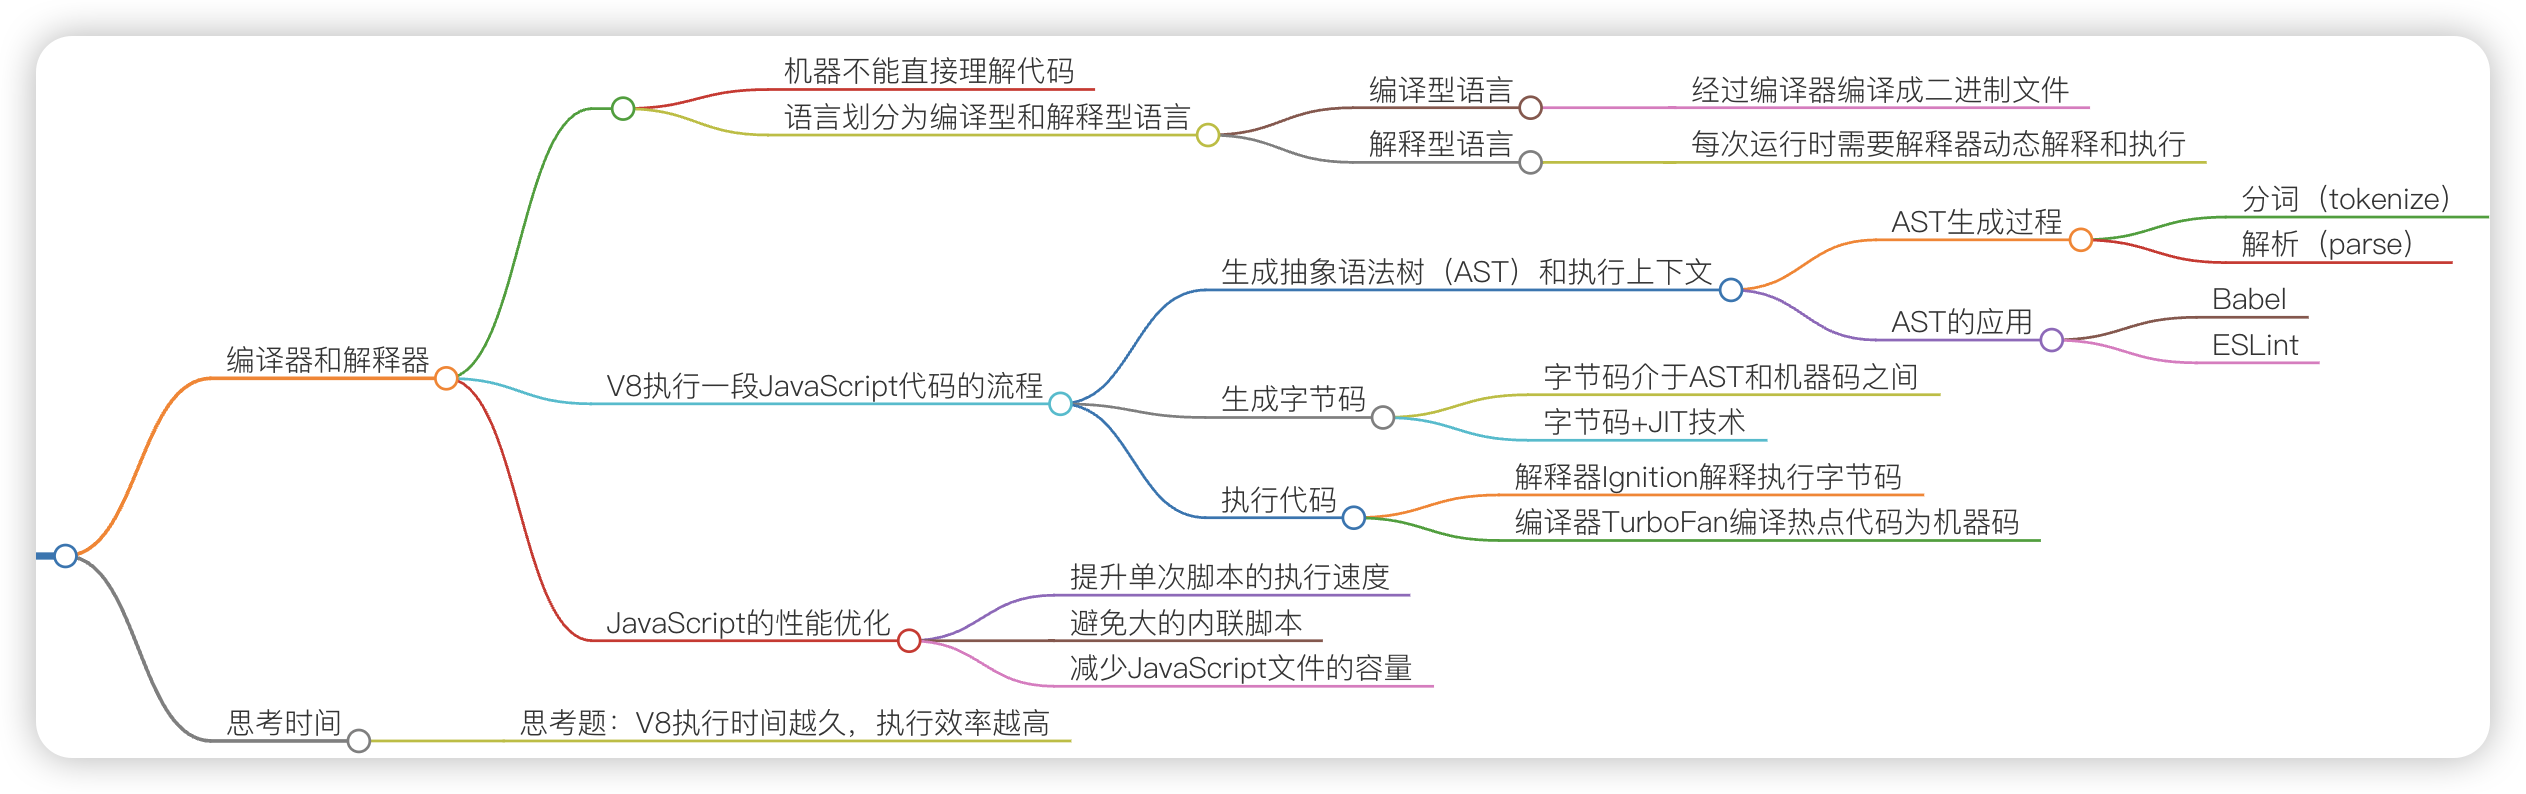 机器不能直接理解代码
语言划分为编译型和解释型语言
编译型语言
经过编译器编译成二进制文件
解释型语言
每次运行时需要解释器动态解释和执行
编译器和解释器
V8执行一段JavaScript代码的流程
生成抽象语法树（AST）和执行上下文
AST生成过程
分词（tokenize）
解析（parse）
AST的应用
Babel
ESLint
生成字节码
字节码介于AST和机器码之间
字节码+JIT技术
执行代码
解释器Ignition解释执行字节码
编译器TurboFan编译热点代码为机器码
JavaScript的性能优化
提升单次脚本的执行速度
避免大的内联脚本
减少JavaScript文件的容量
思考时间
思考题：V8执行时间越久，执行效率越高